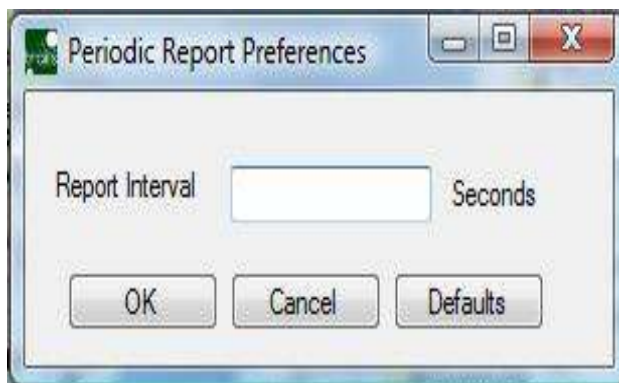 Periodic Report Preferences
Report Interval Seconds
OK Cancel Defaults